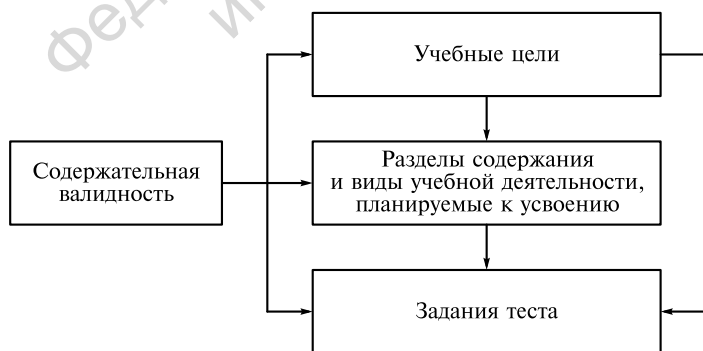 Учебные цели
Содержательная
валидность
Разделы содержания
и виды учебной деятельности,
планируемые к усвоению
Задания теста